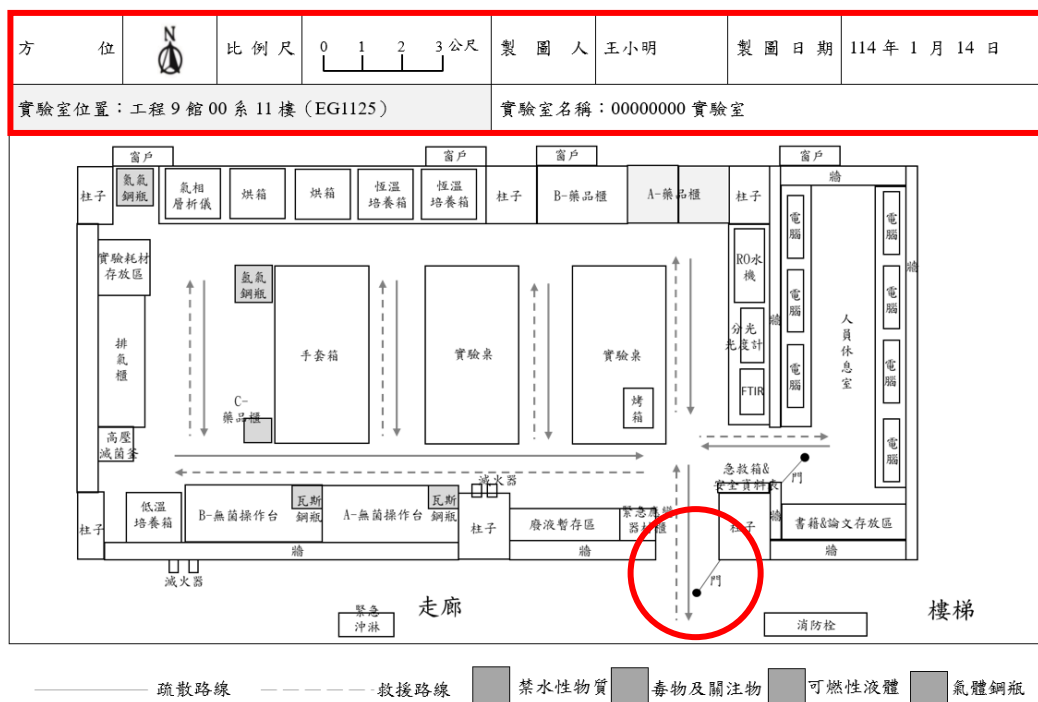 方位
N
比例尺
0 1 2 3 公尺
製圖人
王小明
製圖日期
114 年 1 月 14 日
實驗室位置：工程 9 館 00 系 11 樓（EG1125）
實驗室名稱：00000000 實驗室
窗戶
窗戶
窗戶
窗戶
柱子
氮氣
鋼瓶
氣相
層析儀
烘箱
烘箱
恆溫
培養箱
恆溫
培養箱
柱子
B-藥品櫃
A-藥品櫃
柱子
牆
電腦
電腦
實驗耗材
存放區
氬氣
鋼瓶
RO水
機
牆
電腦
電腦
排氣櫃
手套箱
實驗桌
實驗桌
分光
光度計
牆
牆
人員休息室
電腦
電腦
C-
藥品櫃
烤箱
FTIR
高壓
滅菌釜
電腦
急救箱&
安全資料表
門
滅火器
柱子
低溫
培養箱
B-無菌操作台
瓦斯
鋼瓶
A-無菌操作台
瓦斯
鋼瓶
柱子
廢液暫存區
緊急應變
器材櫃
柱子
牆
書籍&論文存放區
牆
牆
牆
滅火器
門
緊急
沖淋
走廊
消防栓
樓梯
疏散路線
救援路線
禁水性物質
毒物及關注物
可燃性液體
氣體鋼瓶